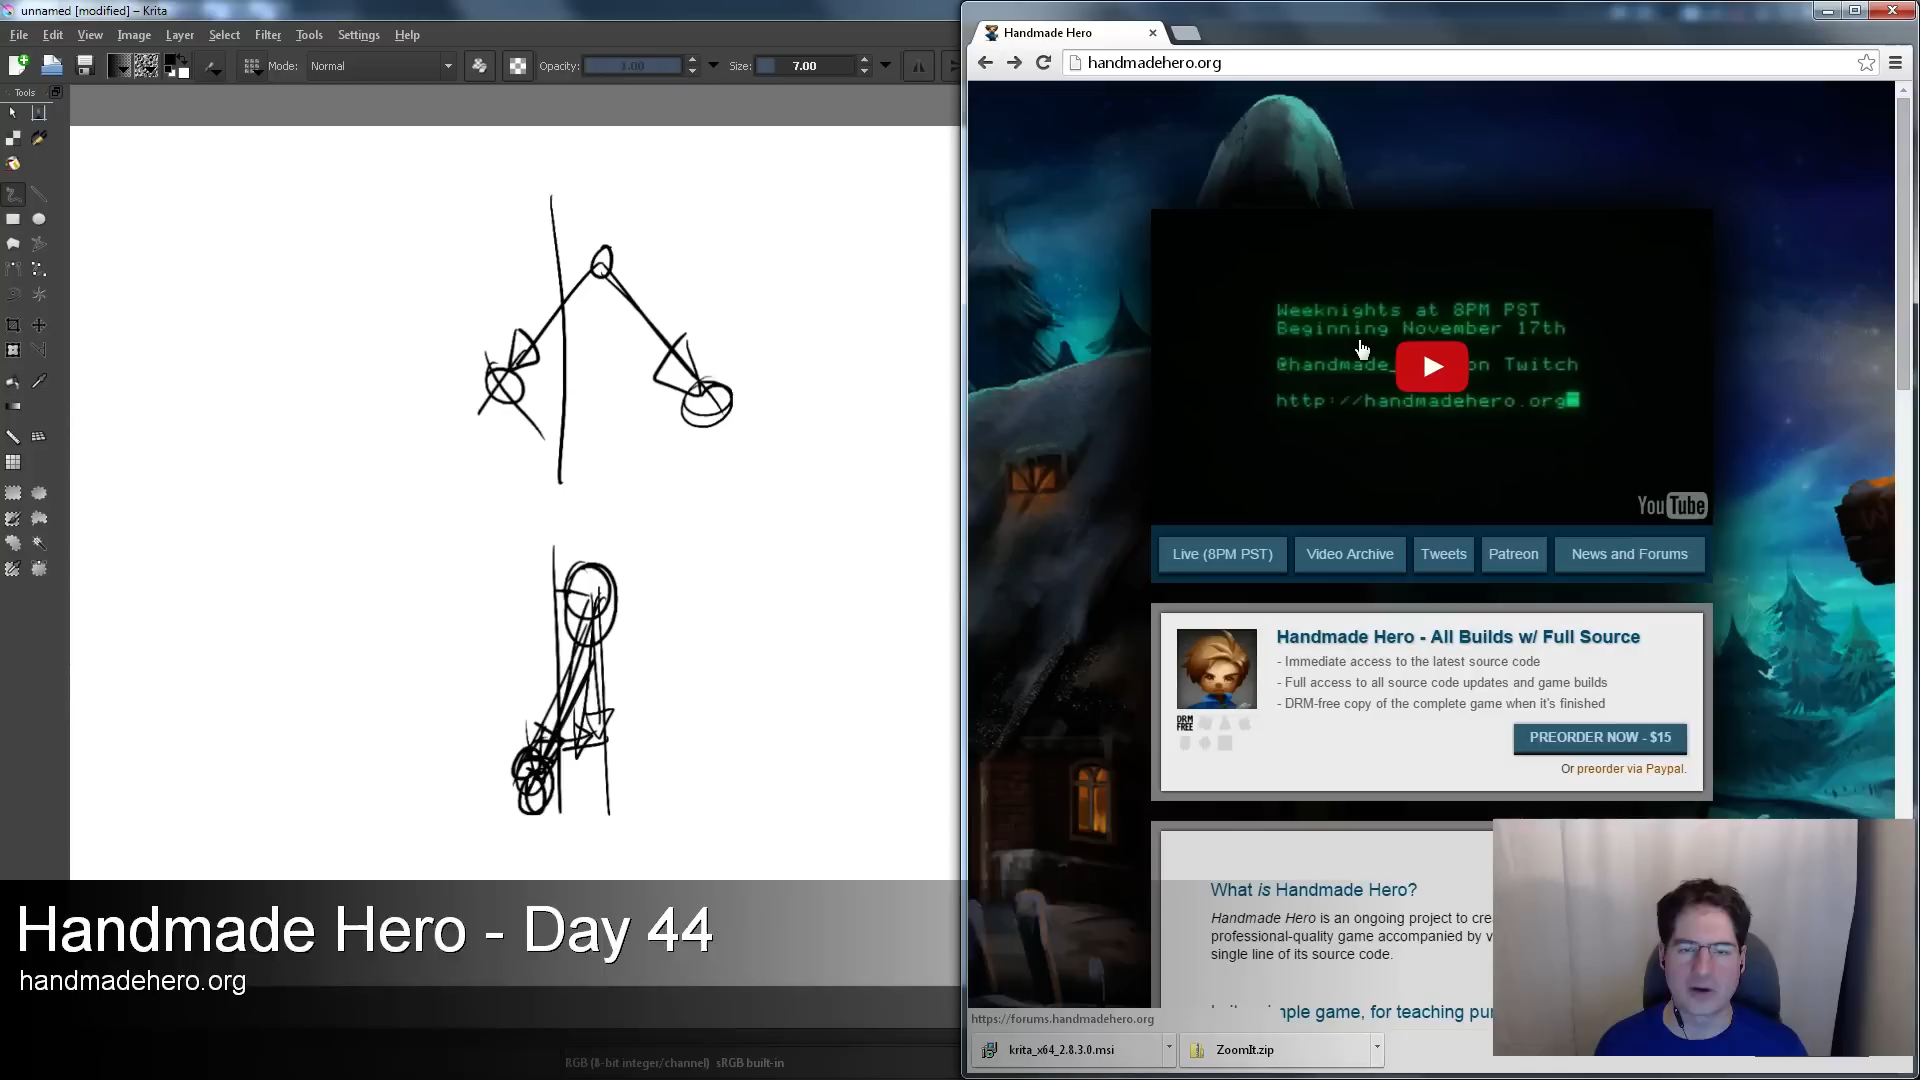 unnamed [modified] – Krita
File Edit View Image Layer Select Filter Tools Settings Help
Mode: Normal Opacity: 1.00 Size: 7.00
Tools
Handmade Hero
handmadehero.org
Weeknights at 8PM PST
Beginning November 17th
@handmade_ on Twitch
http://handmadehero.org
YouTube
Live (8PM PST) Video Archive Tweets Patreon News and Forums
Handmade Hero - All Builds w/ Full Source
- Immediate access to the latest source code
- Full access to all source code updates and game builds
- DRM-free copy of the complete game when it's finished
DRM
FREE
PREORDER NOW - $15
Or preorder via Paypal.
What is Handmade Hero?
Handmade Hero is an ongoing project to cre
professional-quality game accompanied by v
single line of its source code.
mple game, for teaching pur
https://forums.handmadehero.org
krita_x64_2.8.3.0.msi ZoomIt.zip
Handmade Hero - Day 44
handmadehero.org
RGB (8-bit integer/channel) sRGB built-in